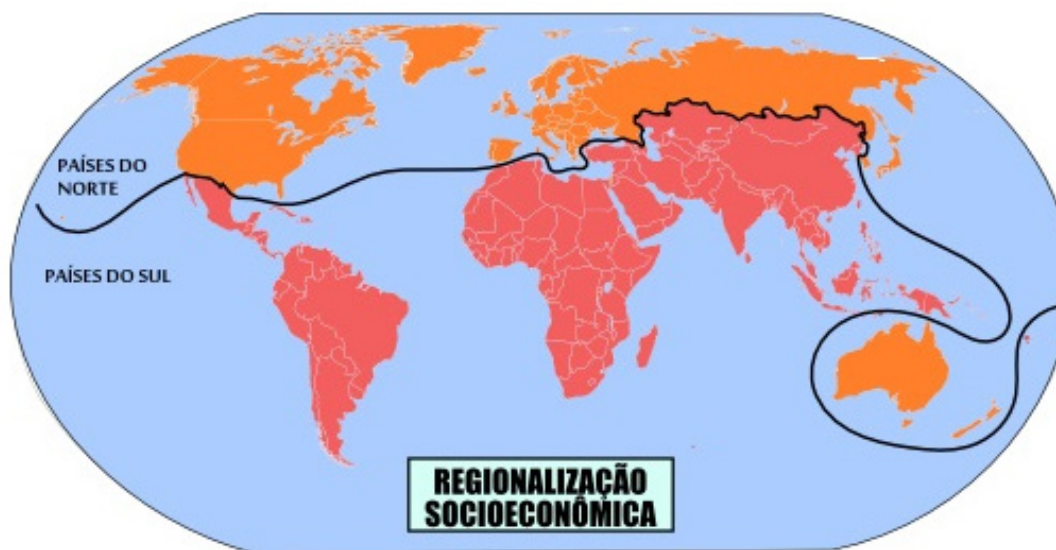 PAÍSES DO
NORTE
PAÍSES DO SUL
REGIONALIZAÇÃO
SOCIOECONÔMICA